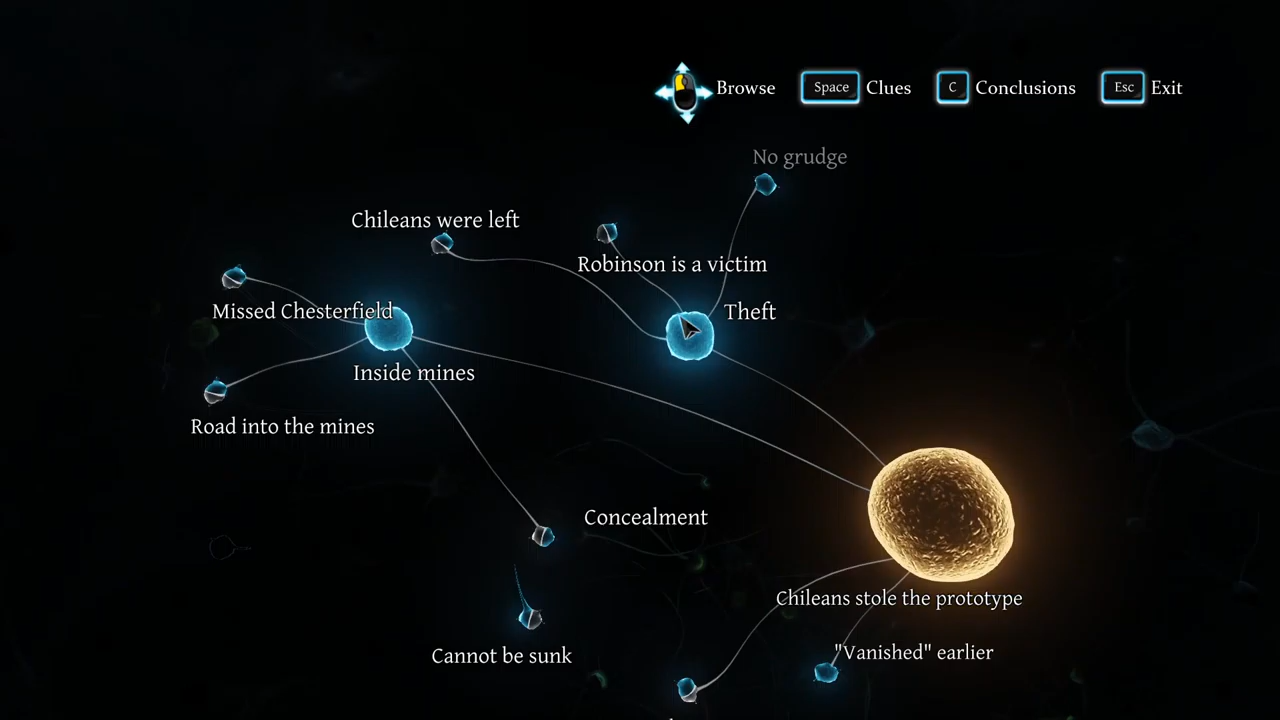 Browse
Space
Clues
C
Conclusions
Esc
Exit
No grudge
Chileans were left
Robinson is a victim
Missed Chesterfield
Theft
Inside mines
Road into the mines
Concealment
Chileans stole the prototype
Cannot be sunk
"Vanished" earlier